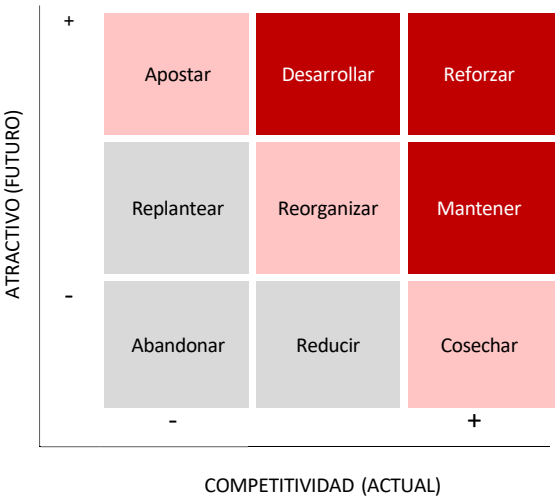 +
Apostar
Desarrollar
Reforzar
ATRACTIVO (FUTURO)
Replantear
Reorganizar
Mantener
-
Abandonar
Reducir
Cosechar
-
+
COMPETITIVIDAD (ACTUAL)